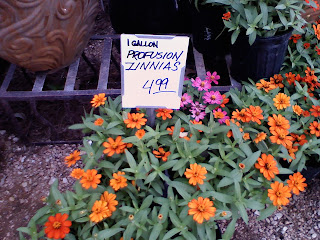 1 GALLON
PROFUSION
ZINNIAS
4.99